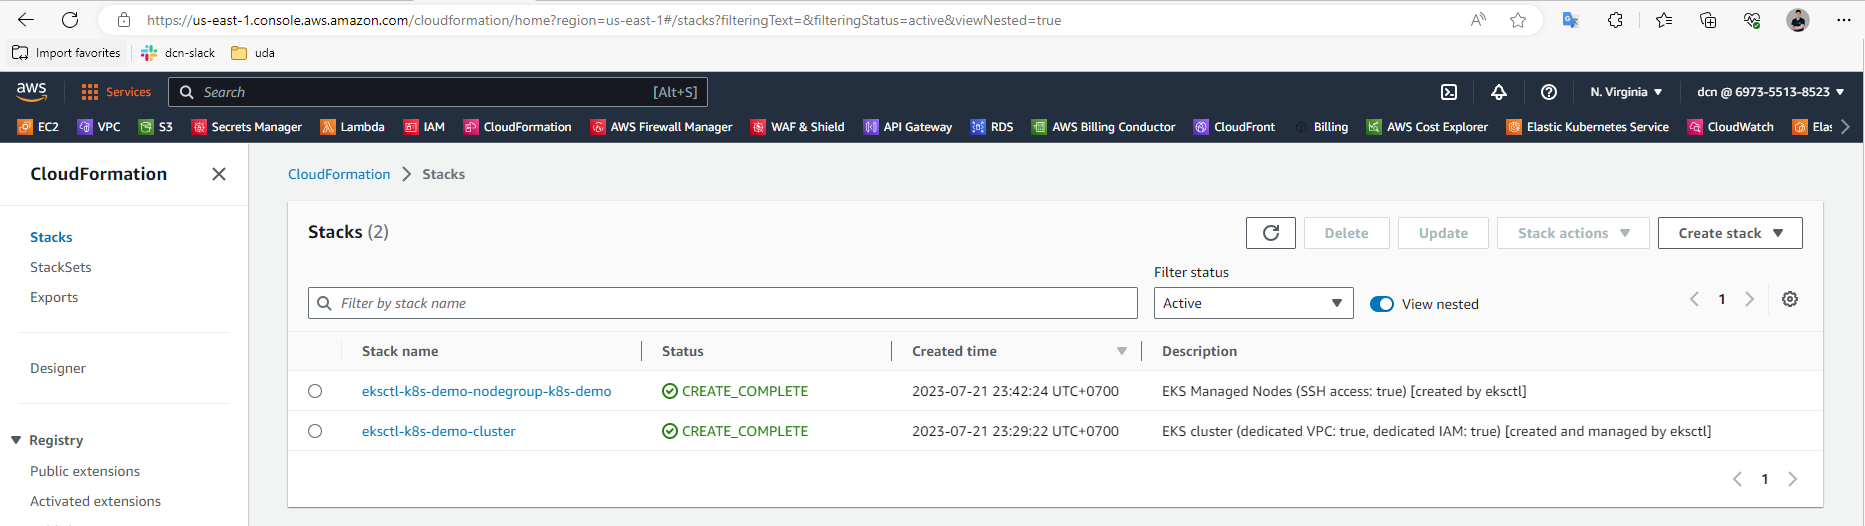 https://us-east-1.console.aws.amazon.com/cloudformation/home?region=us-east-1#/stacks?filteringText=&filteringStatus=active&viewNested=true
Import favorites dcn-slack uda
aws Services Search [Alt+S] N. Virginia dcn @ 6973-5513-8523
EC2 VPC S3 Secrets Manager Lambda IAM CloudFormation AWS Firewall Manager WAF & Shield API Gateway RDS AWS Billing Conductor CloudFront Billing AWS Cost Explorer Elastic Kubernetes Service CloudWatch Elas
CloudFormation
Stacks
StackSets
Exports
Designer
Registry
Public extensions
Activated extensions
CloudFormation Stacks
Stacks (2) Delete Update Stack actions Create stack
Filter status
Filter by stack name Active View nested 1
Stack name Status Created time Description
eksctl-k8s-demo-nodegroup-k8s-demo CREATE_COMPLETE 2023-07-21 23:42:24 UTC+0700 EKS Managed Nodes (SSH access: true) [created by eksctl]
eksctl-k8s-demo-cluster CREATE_COMPLETE 2023-07-21 23:29:22 UTC+0700 EKS cluster (dedicated VPC: true, dedicated IAM: true) [created and managed by eksctl]
1